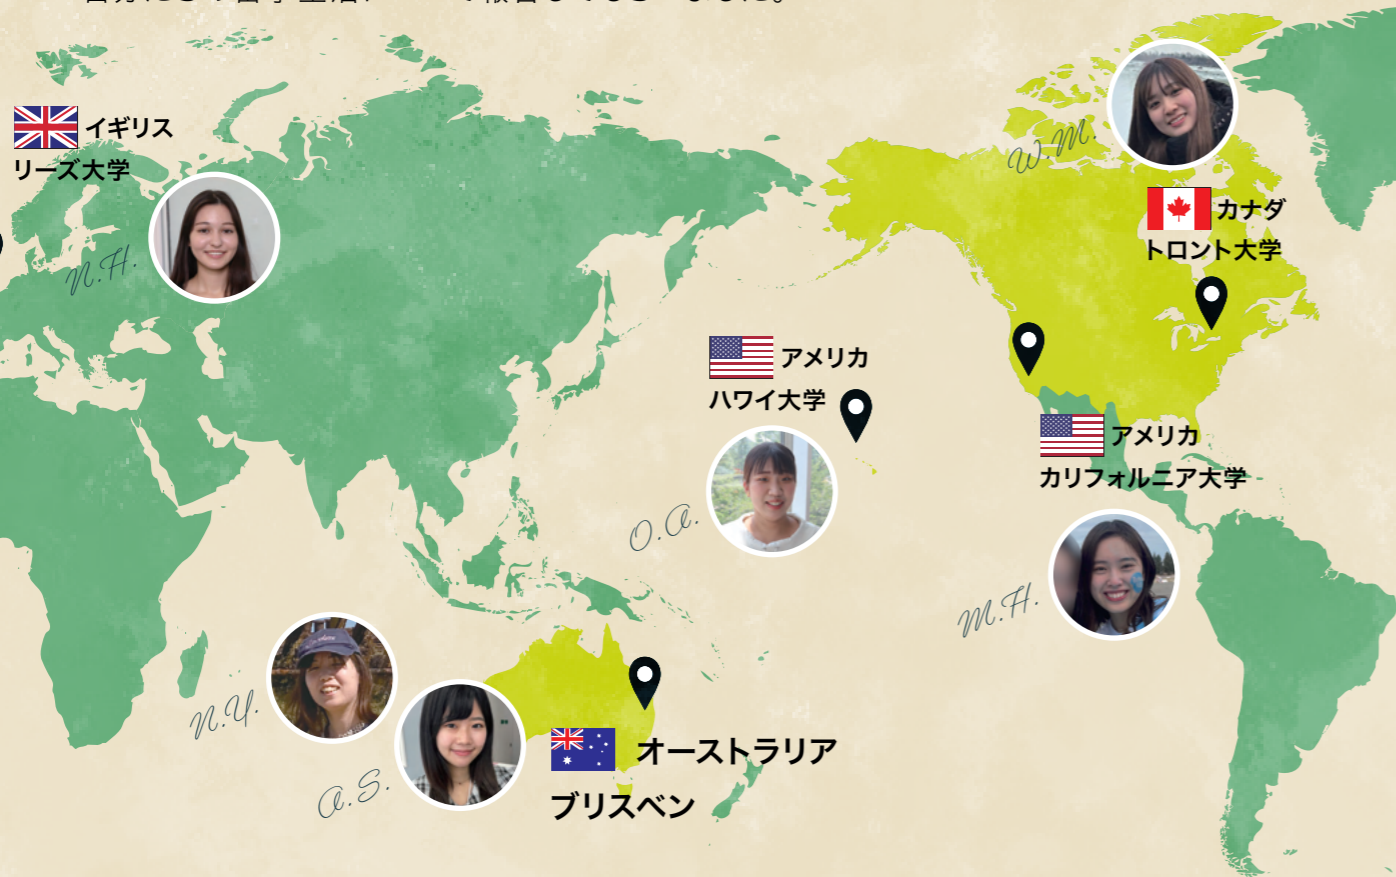 イギリス
リーズ大学
N.H.
W.M.
カナダ
トロント大学
アメリカ
ハワイ大学
O.A.
アメリカ
カリフォルニア大学
M.H.
N.Y.
A.S.
オーストラリア
ブリスベン